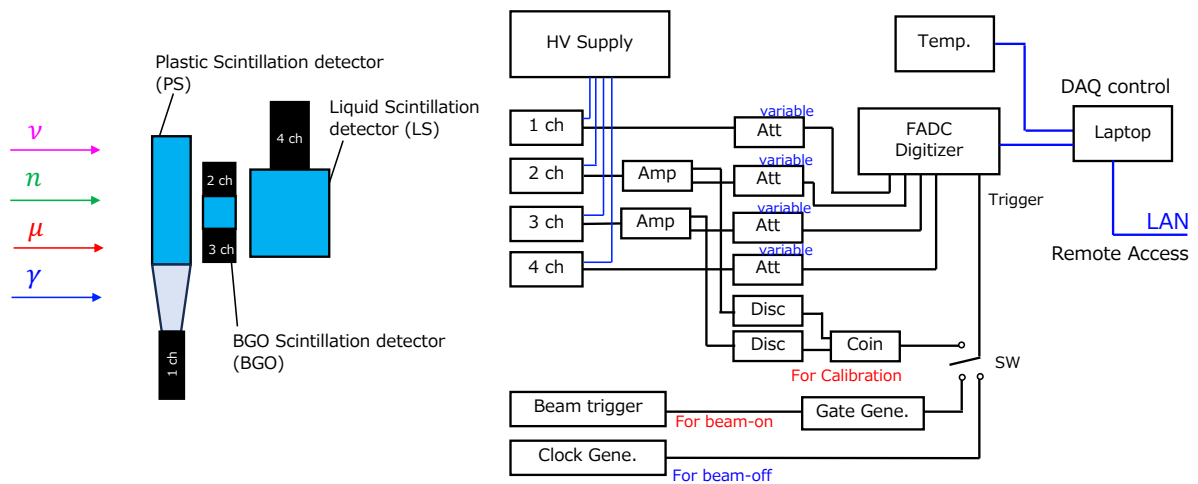 Plastic Scintillation detector
(PS)
Liquid Scintillation
detector (LS)
4 ch
ν
n
μ
γ
2 ch
3 ch
1 ch
BGO Scintillation detector
(BGO)
HV Supply
1 ch
2 ch
3 ch
4 ch
Amp
Amp
variable
Att
variable
Att
variable
Att
variable
Att
Disc
Disc
Coin
For Calibration
Beam trigger
For beam-on
Gate Gene.
Clock Gene.
For beam-off
SW
Trigger
FADC
Digitizer
Temp.
DAQ control
Laptop
LAN
Remote Access